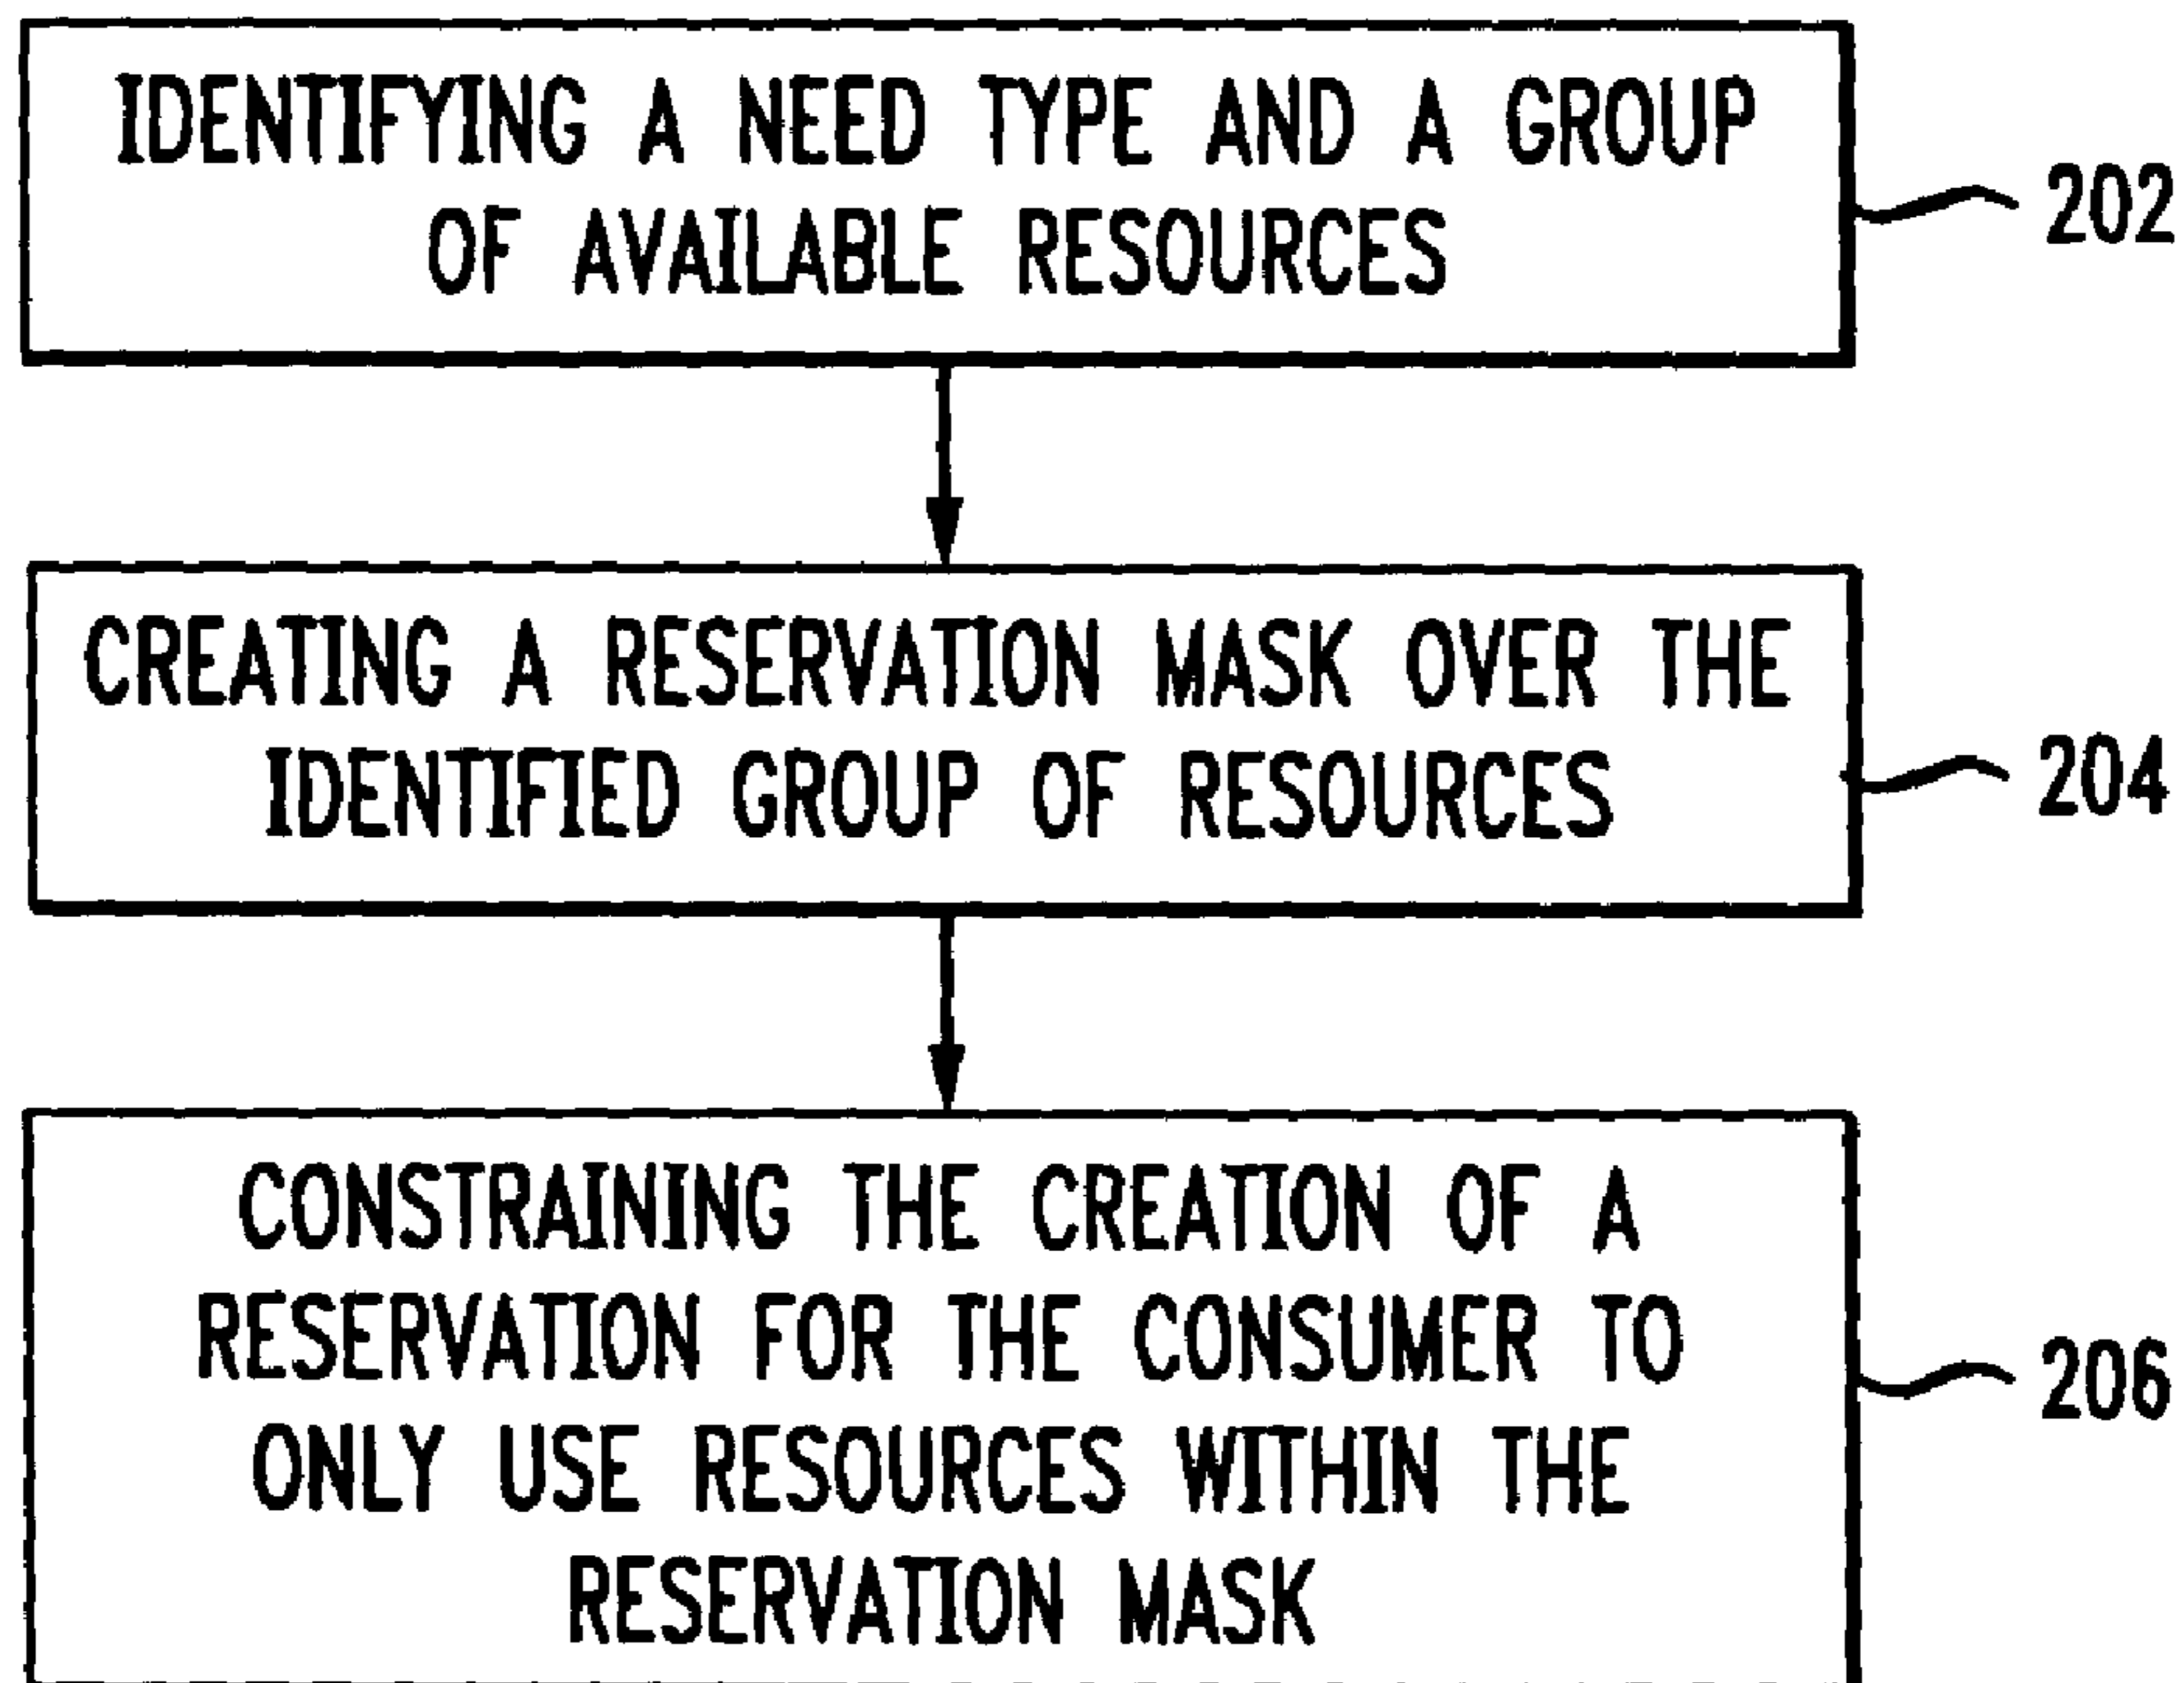 IDENTIFYING A NEED TYPE AND A GROUP
OF AVAILABLE RESOURCES
202
CREATING A RESERVATION MASK OVER THE
IDENTIFIED GROUP OF RESOURCES
204
CONSTRAINING THE CREATION OF A
RESERVATION FOR THE CONSUMER TO
ONLY USE RESOURCES WITHIN THE
RESERVATION MASK
206